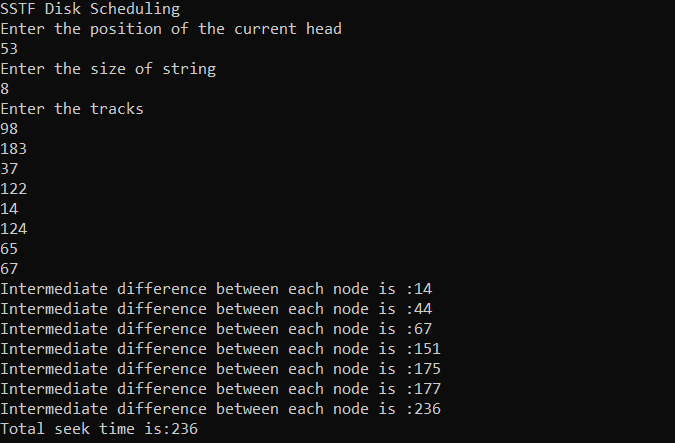 SSTF Disk Scheduling
Enter the position of the current head
53
Enter the size of string
8
Enter the tracks
98
183
37
122
14
124
65
67
Intermediate difference between each node is :14
Intermediate difference between each node is :44
Intermediate difference between each node is :67
Intermediate difference between each node is :151
Intermediate difference between each node is :175
Intermediate difference between each node is :177
Intermediate difference between each node is :236
Total seek time is:236